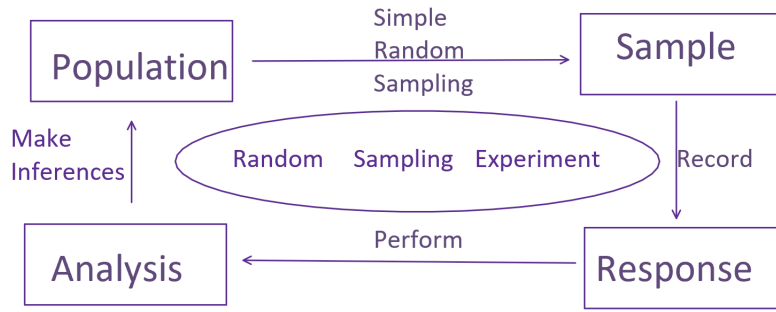 Simple
Random
Sampling
Population
Sample
Make
Inferences
Random Sampling Experiment
Record
Perform
Analysis
Response